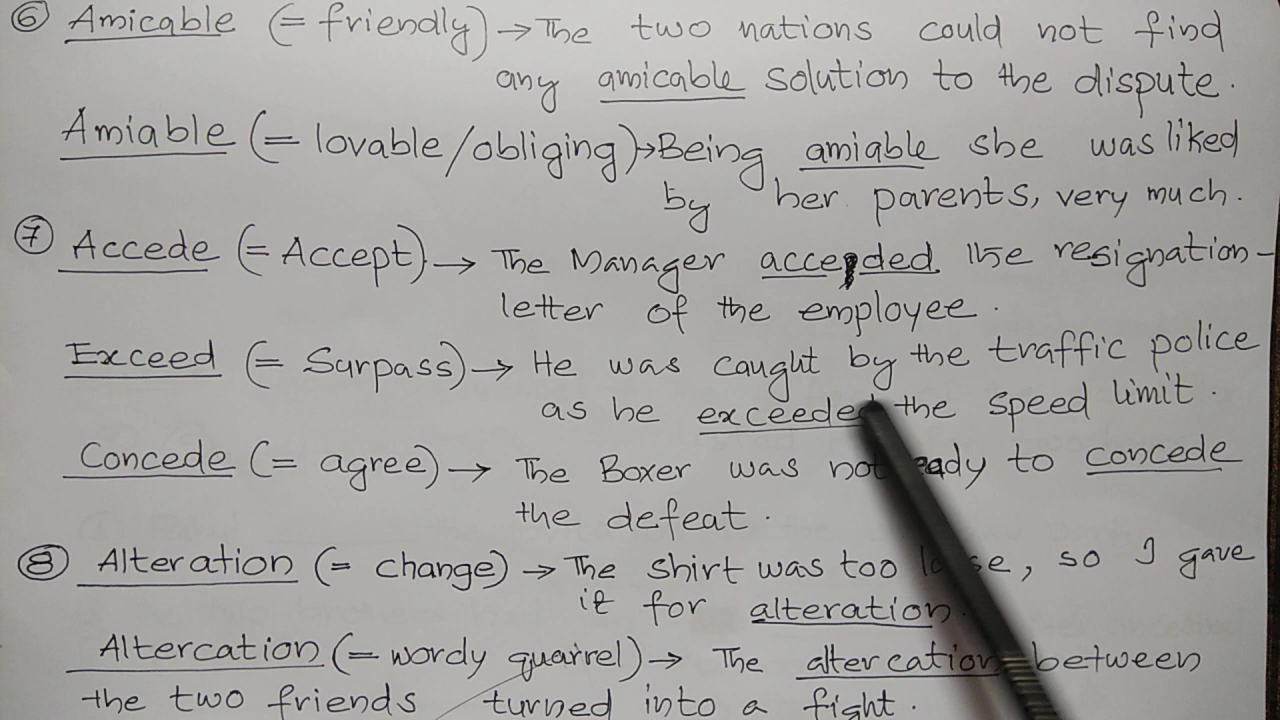 ⑥ Amicable (= friendly) → The two nations could not find
any amicable solution to the dispute.
Amiable (= lovable/obliging) → Being amiable she was liked
by her parents, very much.
⑦ Accede (= Accept) → The Manager acceded the resignation-
letter of the employee.
Exceed (= Surpass) → He was caught by the traffic police
as he exceeded the speed limit.
Concede (= agree) → The Boxer was not to concede
the defeat.
⑧ Alteration (= change) → The shirt was too , so I gave
it for alteration.
Altercation (= wordy quarrel) → The altercation between
the two friends turned into a fight.